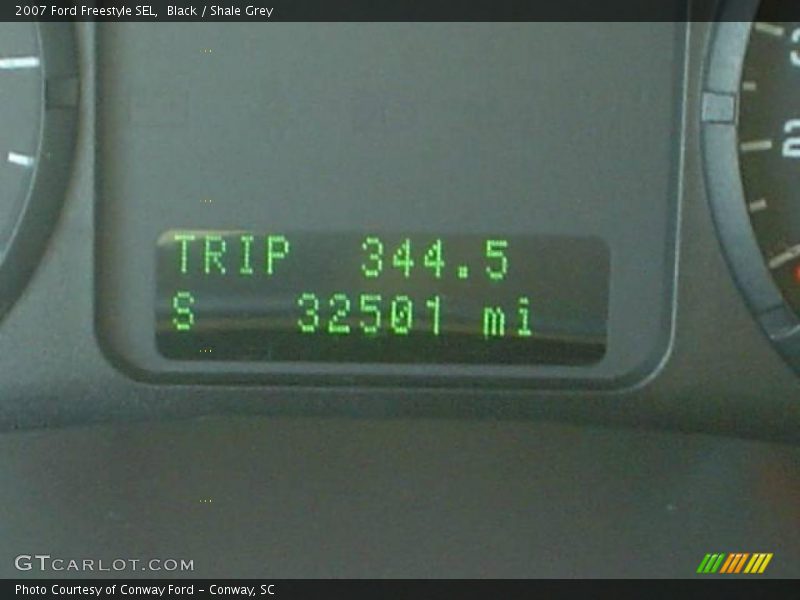 2007 Ford Freestyle SEL, Black / Shale Grey
TRIP 344.5
S 32501 mi
GTCARLOT.COM
Photo Courtesy of Conway Ford - Conway, SC